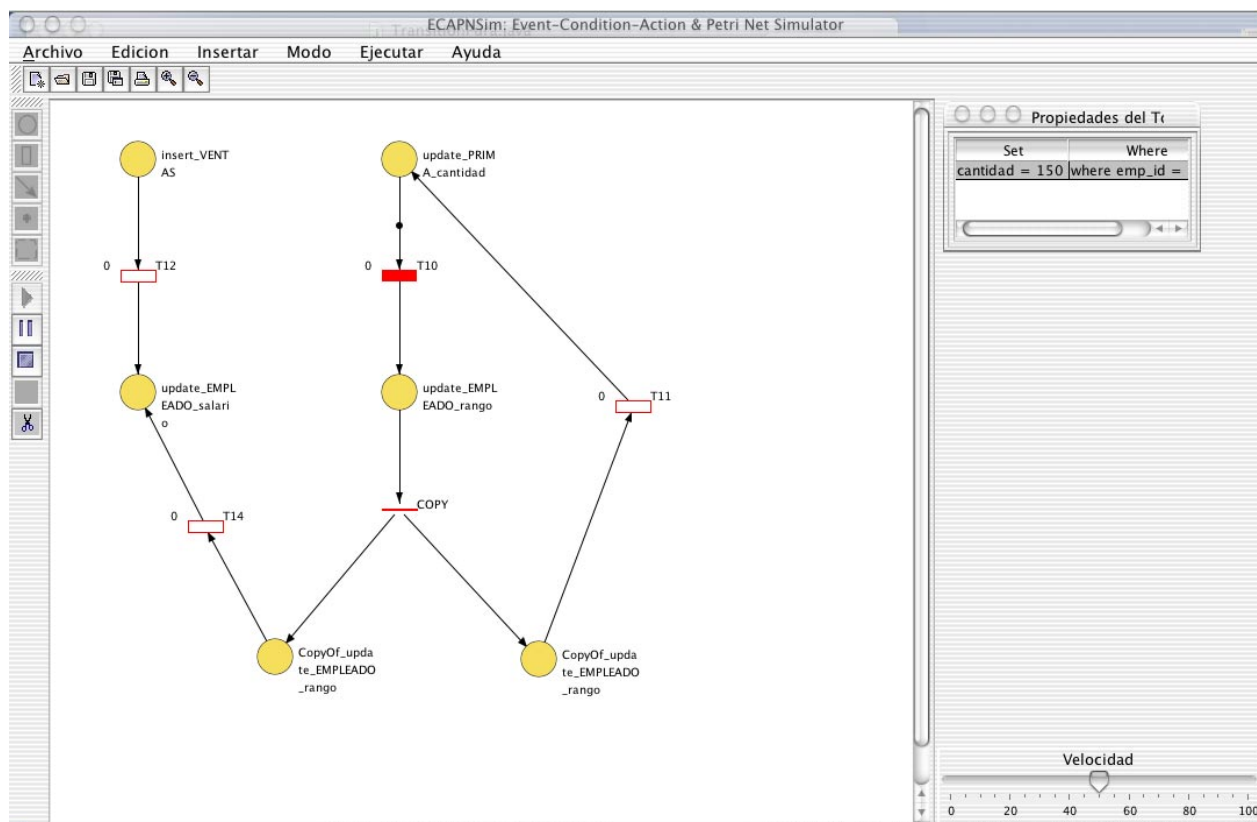 ECAPNSim: Event-Condition-Action & Petri Net Simulator
Archivo Edicion Insertar Modo Ejecutar Ayuda
insert_VENT
AS
update_PRIM
A_cantidad
0 T12
0 T10
update_EMPL
EADO_salari
o
update_EMPL
EADO_rango
0 T11
COPY
0 T14
CopyOf_upda
te_EMPLEADO
_rango
CopyOf_upda
te_EMPLEADO
_rango
Propiedades del To
Set Where
cantidad = 150 where emp_id =
Velocidad
0 20 40 60 80 100